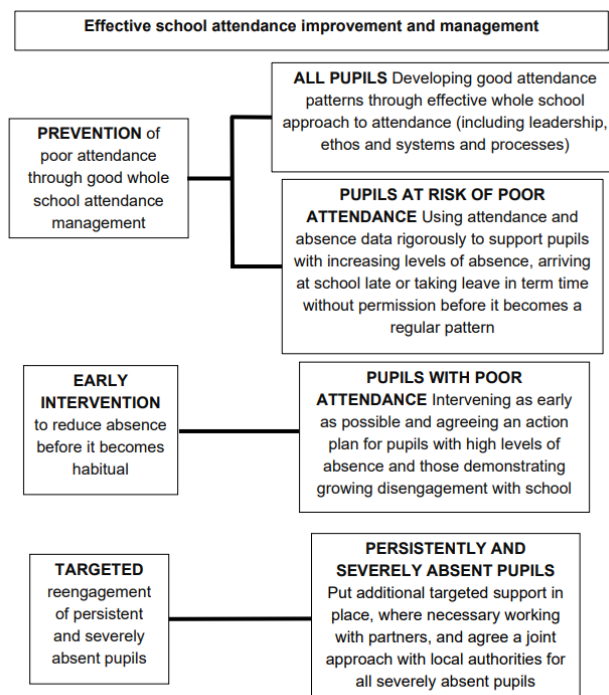 Effective school attendance improvement and management
PREVENTION of
poor attendance
through good whole
school attendance
management
ALL PUPILS Developing good attendance
patterns through effective whole school
approach to attendance (including leadership,
ethos and systems and processes)
PUPILS AT RISK OF POOR
ATTENDANCE Using attendance and
absence data rigorously to support pupils
with increasing levels of absence, arriving
at school late or taking leave in term time
without permission before it becomes a
regular pattern
EARLY
INTERVENTION
to reduce absence
before it becomes
habitual
PUPILS WITH POOR
ATTENDANCE Intervening as early
as possible and agreeing an action
plan for pupils with high levels of
absence and those demonstrating
growing disengagement with school
TARGETED
reengagement
of persistent
and severely
absent pupils
PERSISTENTLY AND
SEVERELY ABSENT PUPILS
Put additional targeted support in
place, where necessary working
with partners, and agree a joint
approach with local authorities for
all severely absent pupils